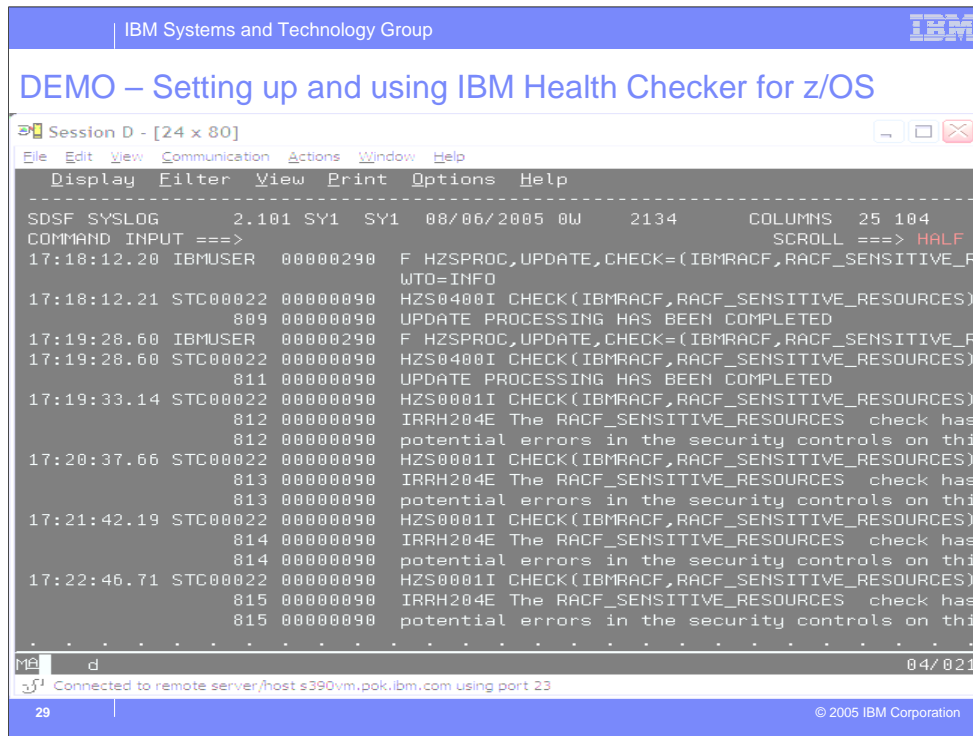 IBM Systems and Technology Group
IBM
DEMO – Setting up and using IBM Health Checker for z/OS
Session D - [24 x 80]
File Edit View Communication Actions Window Help
Display Filter View Print Options Help
--------------------------------------------------------------------------------
SDSF SYSLOG 2.101 SY1 SY1 08/06/2005 0W 2134 COLUMNS 25 104
COMMAND INPUT ===> SCROLL ===> HALF
17:18:12.20 IBMUSER 00000290 F HZSPROC,UPDATE,CHECK=(IBMRACF,RACF_SENSITIVE_R
WTO=INFO
17:18:12.21 STC00022 00000090 HZS0400I CHECK(IBMRACF,RACF_SENSITIVE_RESOURCES)
809 00000090 UPDATE PROCESSING HAS BEEN COMPLETED
17:19:28.60 IBMUSER 00000290 F HZSPROC,UPDATE,CHECK=(IBMRACF,RACF_SENSITIVE_R
17:19:28.60 STC00022 00000090 HZS0400I CHECK(IBMRACF,RACF_SENSITIVE_RESOURCES)
811 00000090 UPDATE PROCESSING HAS BEEN COMPLETED
17:19:33.14 STC00022 00000090 HZS0001I CHECK(IBMRACF,RACF_SENSITIVE_RESOURCES)
812 00000090 IRRH204E The RACF_SENSITIVE_RESOURCES check has
812 00000090 potential errors in the security controls on thi
17:20:37.66 STC00022 00000090 HZS0001I CHECK(IBMRACF,RACF_SENSITIVE_RESOURCES)
813 00000090 IRRH204E The RACF_SENSITIVE_RESOURCES check has
813 00000090 potential errors in the security controls on thi
17:21:42.19 STC00022 00000090 HZS0001I CHECK(IBMRACF,RACF_SENSITIVE_RESOURCES)
814 00000090 IRRH204E The RACF_SENSITIVE_RESOURCES check has
814 00000090 potential errors in the security controls on thi
17:22:46.71 STC00022 00000090 HZS0001I CHECK(IBMRACF,RACF_SENSITIVE_RESOURCES)
815 00000090 IRRH204E The RACF_SENSITIVE_RESOURCES check has
815 00000090 potential errors in the security controls on thi
MA d 04/021
Connected to remote server/host s390vm.pok.ibm.com using port 23
29 © 2005 IBM Corporation